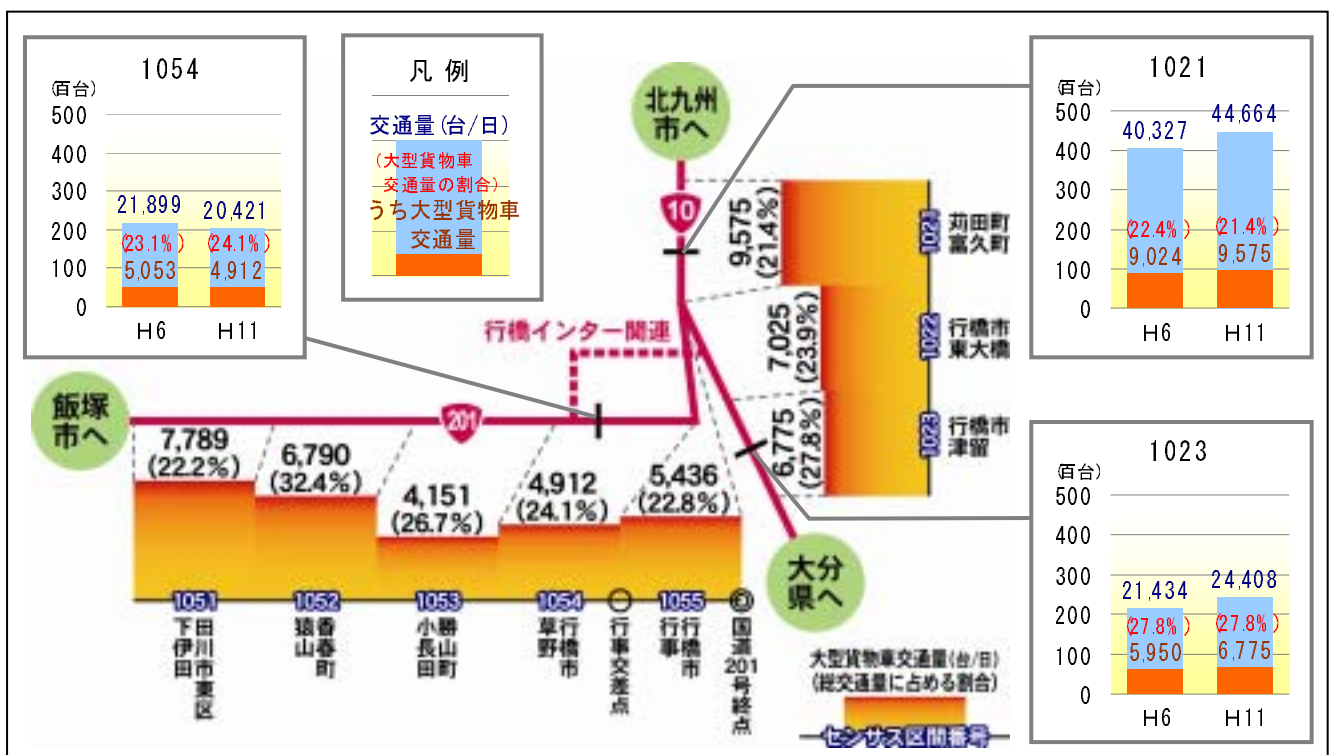 1054
(百台)
500
400
300
200
100
0
21,899
20,421
(23.1%)
(24.1%)
5,053
4,912
H6
H11
凡 例
交通量(台/日)
(大型貨物車
交通量の割合)
うち大型貨物車
交通量
北九州
市へ
10
1021
(百台)
500
400
300
200
100
0
40,327
44,664
(22.4%)
(21.4%)
9,024
9,575
H6
H11
9,575
(21.4%)
1021
苅田町
富久町
7,025
(23.9%)
1022
行橋市
東大橋
6,775
(27.8%)
1023
行橋市
津留
行橋インター関連
飯塚
市へ
201
7,789
(22.2%)
6,790
(32.4%)
4,151
(26.7%)
4,912
(24.1%)
5,436
(22.8%)
大分
県へ
1051
1052
1053
1054
1055
田川市東区
下伊田
香春町
猿山
勝山町
小長田
行橋市
草野
行事交差点
行橋市
行事
国道201号終点
大型貨物車交通量(台/日)
(総交通量に占める割合)
センサス区間番号
1023
(百台)
500
400
300
200
100
0
21,434
24,408
(27.8%)
(27.8%)
5,950
6,775
H6
H11